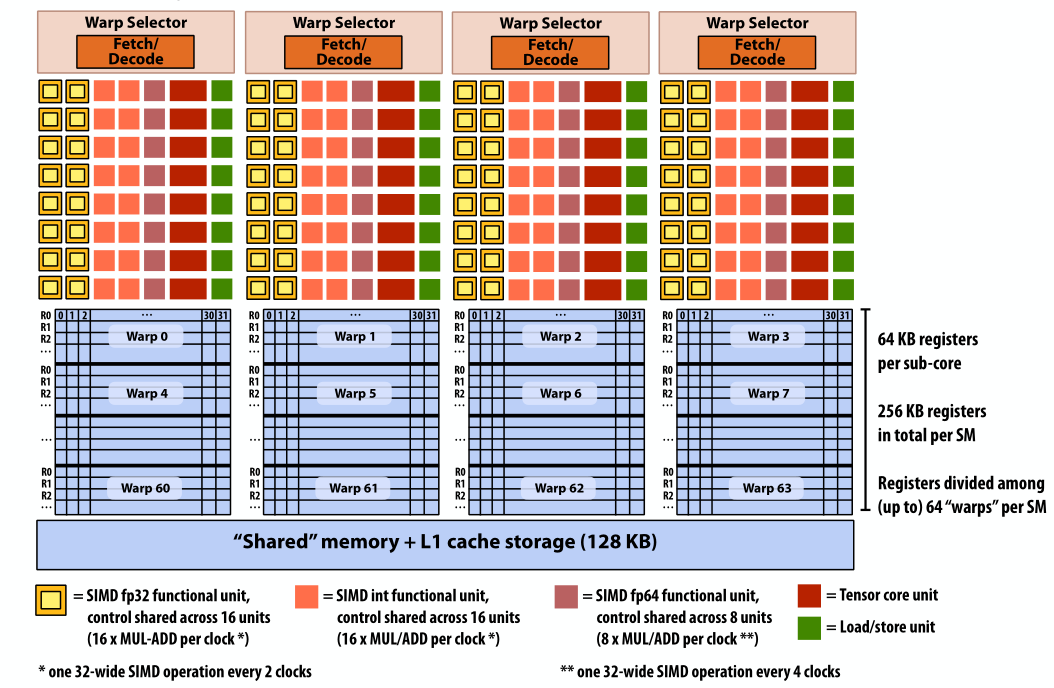 Warp Selector
Fetch/
Decode
Warp Selector
Fetch/
Decode
Warp Selector
Fetch/
Decode
Warp Selector
Fetch/
Decode
R0 0 1 2 ... 30 31
R1
R2 Warp 0
...
R0 0 1 2 ... 30 31
R1
R2 Warp 1
...
R0 0 1 2 ... 30 31
R1
R2 Warp 2
...
R0 0 1 2 ... 30 31
R1
R2 Warp 3
...
R0
R1
R2 Warp 4
...
R0
R1
R2 Warp 5
...
R0
R1
R2 Warp 6
...
R0
R1
R2 Warp 7
...
...
...
...
...
R0
R1
R2 Warp 60
...
R0
R1
R2 Warp 61
...
R0
R1
R2 Warp 62
...
R0
R1
R2 Warp 63
...
64 KB registers
per sub-core
256 KB registers
in total per SM
Registers divided among
(up to) 64 “warps” per SM
“Shared” memory + L1 cache storage (128 KB)
= SIMD fp32 functional unit,
control shared across 16 units
(16 x MUL-ADD per clock *)
= SIMD int functional unit,
control shared across 16 units
(16 x MUL/ADD per clock *)
= SIMD fp64 functional unit,
control shared across 8 units
(8 x MUL/ADD per clock **)
= Tensor core unit
= Load/store unit
* one 32-wide SIMD operation every 2 clocks
** one 32-wide SIMD operation every 4 clocks